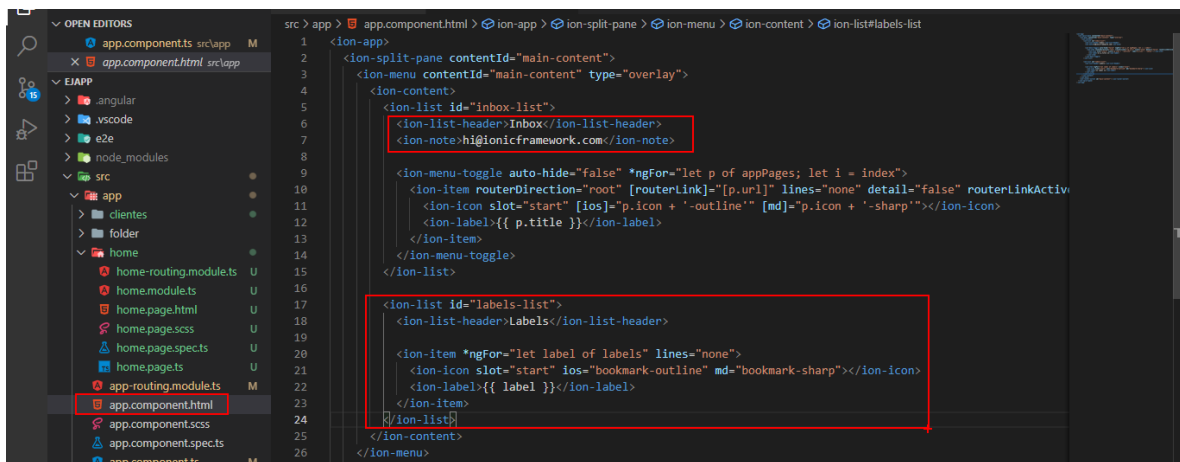 OPEN EDITORS
app.component.ts src\app M
app.component.html src\app
EJAPP
.angular
.vscode
e2e
node_modules
src
app
clientes
folder
home
home-routing.module.ts U
home.module.ts U
home.page.html U
home.page.scss U
home.page.spec.ts U
home.page.ts U
app-routing.module.ts M
app.component.html
app.component.scss
app.component.spec.ts
app.component.ts M
15
src > app > app.component.html > ion-app > ion-split-pane > ion-menu > ion-content > ion-list#labels-list
1 <ion-app>
2 <ion-split-pane contentId="main-content">
3 <ion-menu contentId="main-content" type="overlay">
4 <ion-content>
5 <ion-list id="inbox-list">
6 <ion-list-header>Inbox</ion-list-header>
7 <ion-note>hi@ionicframework.com</ion-note>
8
9 <ion-menu-toggle auto-hide="false" *ngFor="let p of appPages; let i = index">
10 <ion-item routerDirection="root" [routerLink]="[p.url]" lines="none" detail="false" routerLinkActiv
11 <ion-icon slot="start" [ios]="p.icon + '-outline'" [md]="p.icon + '-sharp'"></ion-icon>
12 <ion-label>{{ p.title }}</ion-label>
13 </ion-item>
14 </ion-menu-toggle>
15 </ion-list>
16
17 <ion-list id="labels-list">
18 <ion-list-header>Labels</ion-list-header>
19
20 <ion-item *ngFor="let label of labels" lines="none">
21 <ion-icon slot="start" ios="bookmark-outline" md="bookmark-sharp"></ion-icon>
22 <ion-label>{{ label }}</ion-label>
23 </ion-item>
24 </ion-list>
25 </ion-content>
26 </ion-menu>